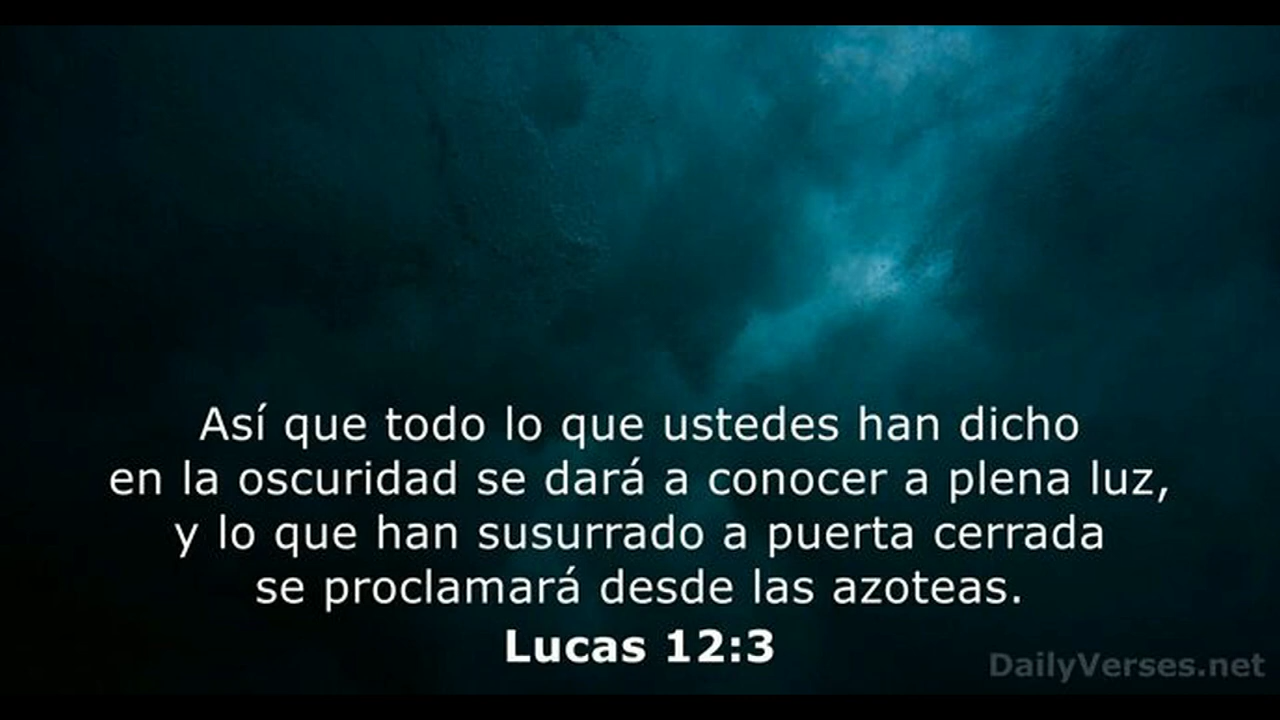 Así que todo lo que ustedes han dicho
en la oscuridad se dará a conocer a plena luz,
y lo que han susurrado a puerta cerrada
se proclamará desde las azoteas.
Lucas 12:3
DailyVerses.net